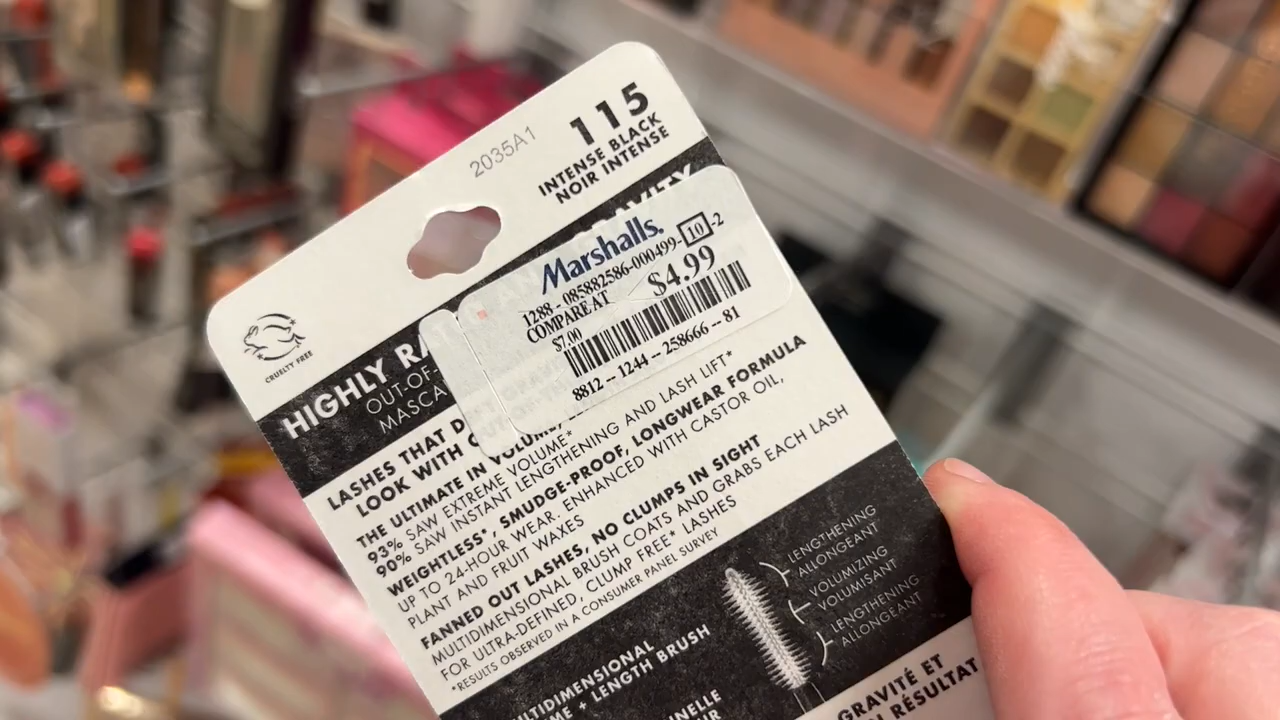 2035A1
115
INTENSE BLACK
NOIR INTENSE
CRUELTY FREE
Marshalls.
1288 - 085882586-000499- 10 -2
COMPARE AT $4.99
$7.00
8812 -- 1244 -- 258666 -- 81
HIGHLY
OUT-OF-
LASHES THAT
LOOK WITH
THE ULTIMATE IN VOLUME
93% SAW EXTREME VOLUME*
90% SAW INSTANT LENGTHENING AND LASH LIFT*
WEIGHTLESS*, SMUDGE-PROOF, LONGWEAR FORMULA
UP TO 24-HOUR WEAR, ENHANCED WITH CASTOR OIL,
PLANT AND FRUIT WAXES
FANNED OUT LASHES, NO CLUMPS IN SIGHT
MULTIDIMENSIONAL BRUSH COATS AND GRABS EACH LASH
FOR ULTRA-DEFINED, CLUMP FREE* LASHES
*RESULTS OBSERVED IN A CONSUMER PANEL SURVEY
LENGTHENING
ALLONGEANT
VOLUMIZING
VOLUMISANT
LENGTHENING
ALLONGEANT
+ LENGTH BRUSH
GRAVITÉ ET
RÉSULTAT